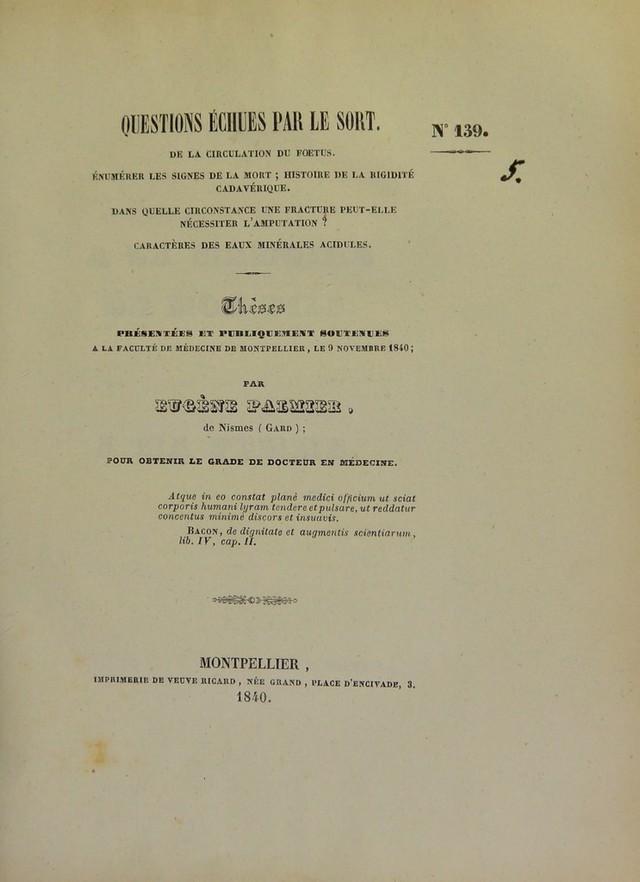 QUESTIONS ÉCHUES PAR LE SORT.
N° 139.
5.
DE LA CIRCULATION DU FOETUS.
ÉNUMÉRER LES SIGNES DE LA MORT ; HISTOIRE DE LA RIGIDITÉ
CADAVÉRIQUE.
DANS QUELLE CIRCONSTANCE UNE FRACTURE PEUT-ELLE
NÉCESSITER L'AMPUTATION ?
CARACTÈRES DES EAUX MINÉRALES ACIDULES.
Thèses
PRÉSENTÉES ET PUBLIQUEMENT SOUTENUES
A LA FACULTÉ DE MÉDECINE DE MONTPELLIER, LE 9 NOVEMBRE 1840;
PAR
EUGÈNE PALMIER,
de Nismes ( GARD ) ;
POUR OBTENIR LE GRADE DE DOCTEUR EN MÉDECINE.
Atque in eo constat planè medici officium ut sciat
corporis humani lyram tendere et pulsare, ut reddatur
concentus minimè discors et insuavis.
BACON, de dignitate et augmentis scientiarum,
lib. IV, cap. II.
MONTPELLIER,
IMPRIMERIE DE VEUVE RICARD, NÉE GRAND, PLACE D'ENCIVADE, 3.
1840.